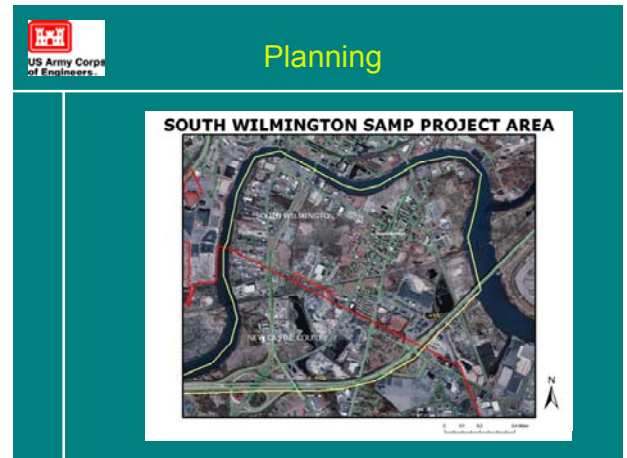 US Army Corps
of Engineers®
Planning
SOUTH WILMINGTON SAMP PROJECT AREA
SOUTH WILMINGTON
NEW CASTLE COUNTY
N